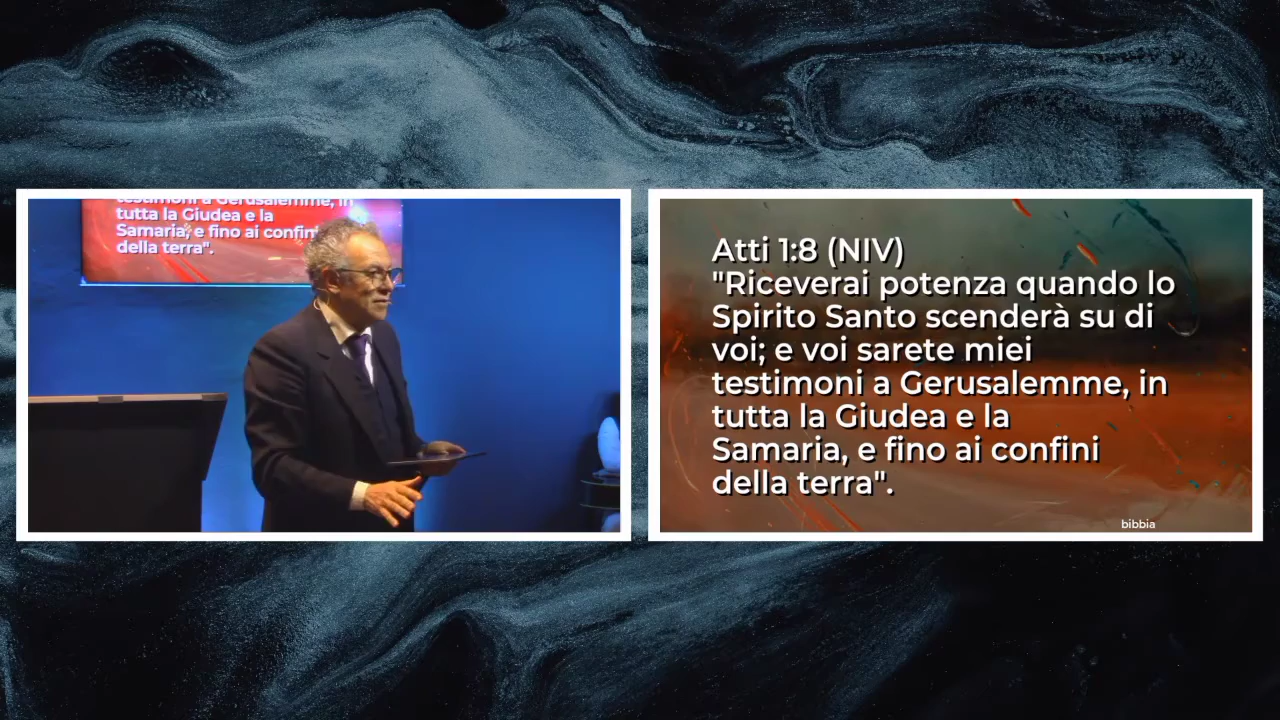 testimoni a Gerusalemme, in
tutta la Giudea e la
Samaria, e fino ai confini
della terra".
Atti 1:8 (NIV)
"Riceverai potenza quando lo
Spirito Santo scenderà su di
voi; e voi sarete miei
testimoni a Gerusalemme, in
tutta la Giudea e la
Samaria, e fino ai confini
della terra".
bibbia